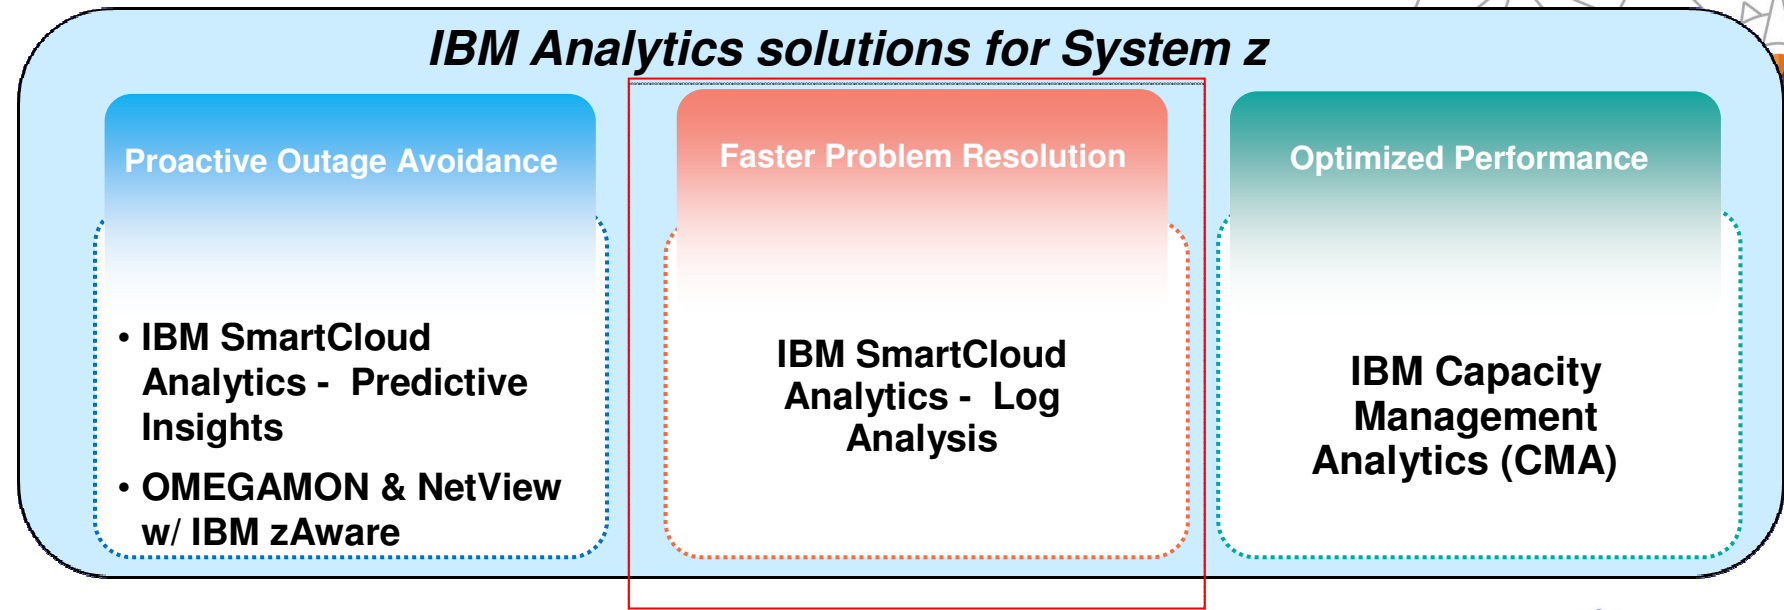 IBM Analytics solutions for System z
Proactive Outage Avoidance
• IBM SmartCloud
Analytics - Predictive
Insights
• OMEGAMON & NetView
w/ IBM zAware
Faster Problem Resolution
IBM SmartCloud
Analytics - Log
Analysis
Optimized Performance
IBM Capacity
Management
Analytics (CMA)